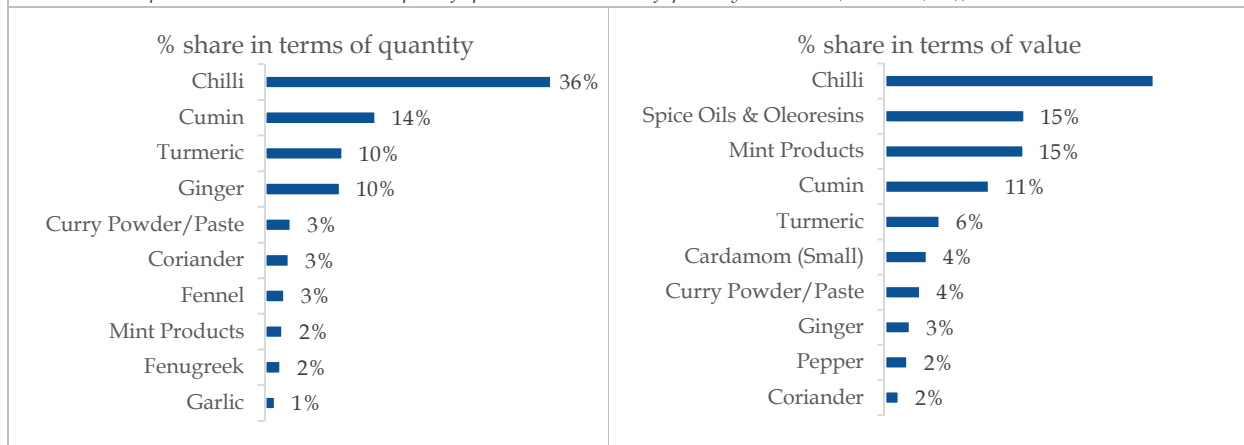 % share in terms of quantity
Chilli 36%
Cumin 14%
Turmeric 10%
Ginger 10%
Curry Powder/Paste 3%
Coriander 3%
Fennel 3%
Mint Products 2%
Fenugreek 2%
Garlic 1%
% share in terms of value
Chilli
Spice Oils & Oleoresins 15%
Mint Products 15%
Cumin 11%
Turmeric 6%
Cardamom (Small) 4%
Curry Powder/Paste 4%
Ginger 3%
Pepper 2%
Coriander 2%